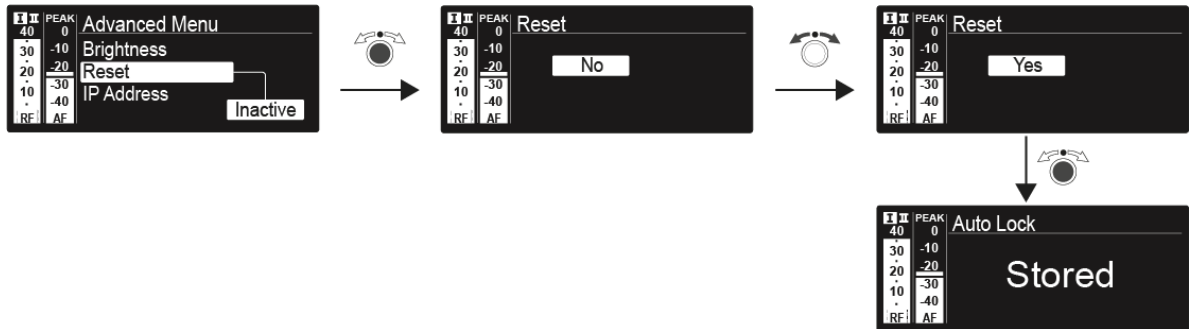 I II PEAK Advanced Menu
40 0
30 -10 Brightness
20 -20 Reset
-30
10 -40 IP Address
Inactive
RF AF
I II PEAK Reset
40 0
30 -10
20 -20 No
-30
10 -40
RF AF
I II PEAK Reset
40 0
30 -10
20 -20 Yes
-30
10 -40
RF AF
I II PEAK Auto Lock
40 0
30 -10
20 -20 Stored
-30
10 -40
RF AF